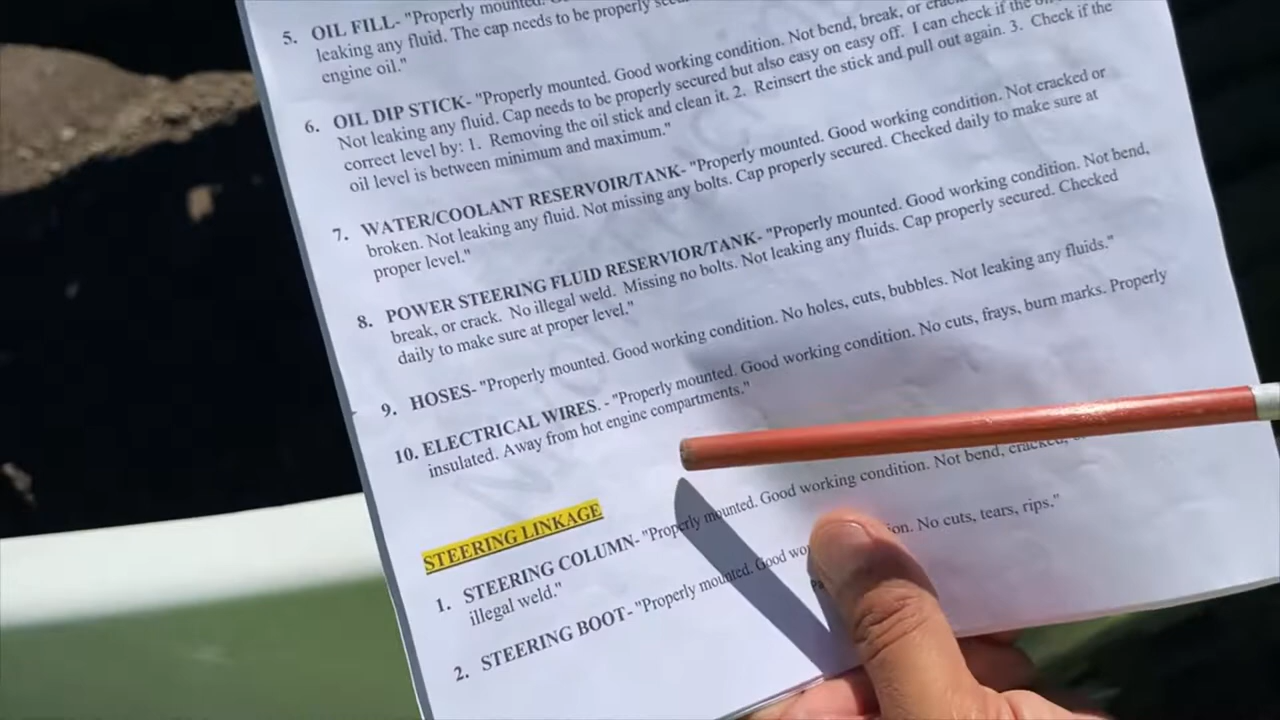 5. OIL FILL- "Properly mounted.
leaking any fluid. The cap needs to be properly
engine oil."
6. OIL DIP STICK- "Properly mounted. Good working condition. Not bend, break, or
Not leaking any fluid. Cap needs to be properly secured but also easy on easy off. I can check if the
correct level by: 1. Removing the oil stick and clean it. 2. Reinsert the stick and pull out again. 3. Check if the
oil level is between minimum and maximum."
7. WATER/COOLANT RESERVOIR/TANK- "Properly mounted. Good working condition. Not cracked or
broken. Not leaking any fluid. Not missing any bolts. Cap properly secured. Checked daily to make sure at
proper level."
8. POWER STEERING FLUID RESERVIOR/TANK- "Properly mounted. Good working condition. Not bend,
break, or crack. No illegal weld. Missing no bolts. Not leaking any fluids. Cap properly secured. Checked
daily to make sure at proper level."
9. HOSES- "Properly mounted. Good working condition. No holes, cuts, bubbles. Not leaking any fluids."
10. ELECTRICAL WIRES. - "Properly mounted. Good working condition. No cuts, frays, burn marks. Properly
insulated. Away from hot engine compartments."
STEERING LINKAGE
1. STEERING COLUMN- "Properly mounted. Good working condition. Not bend, cracked,
illegal weld."
2. STEERING BOOT- "Properly mounted. Good No cuts, tears, rips."